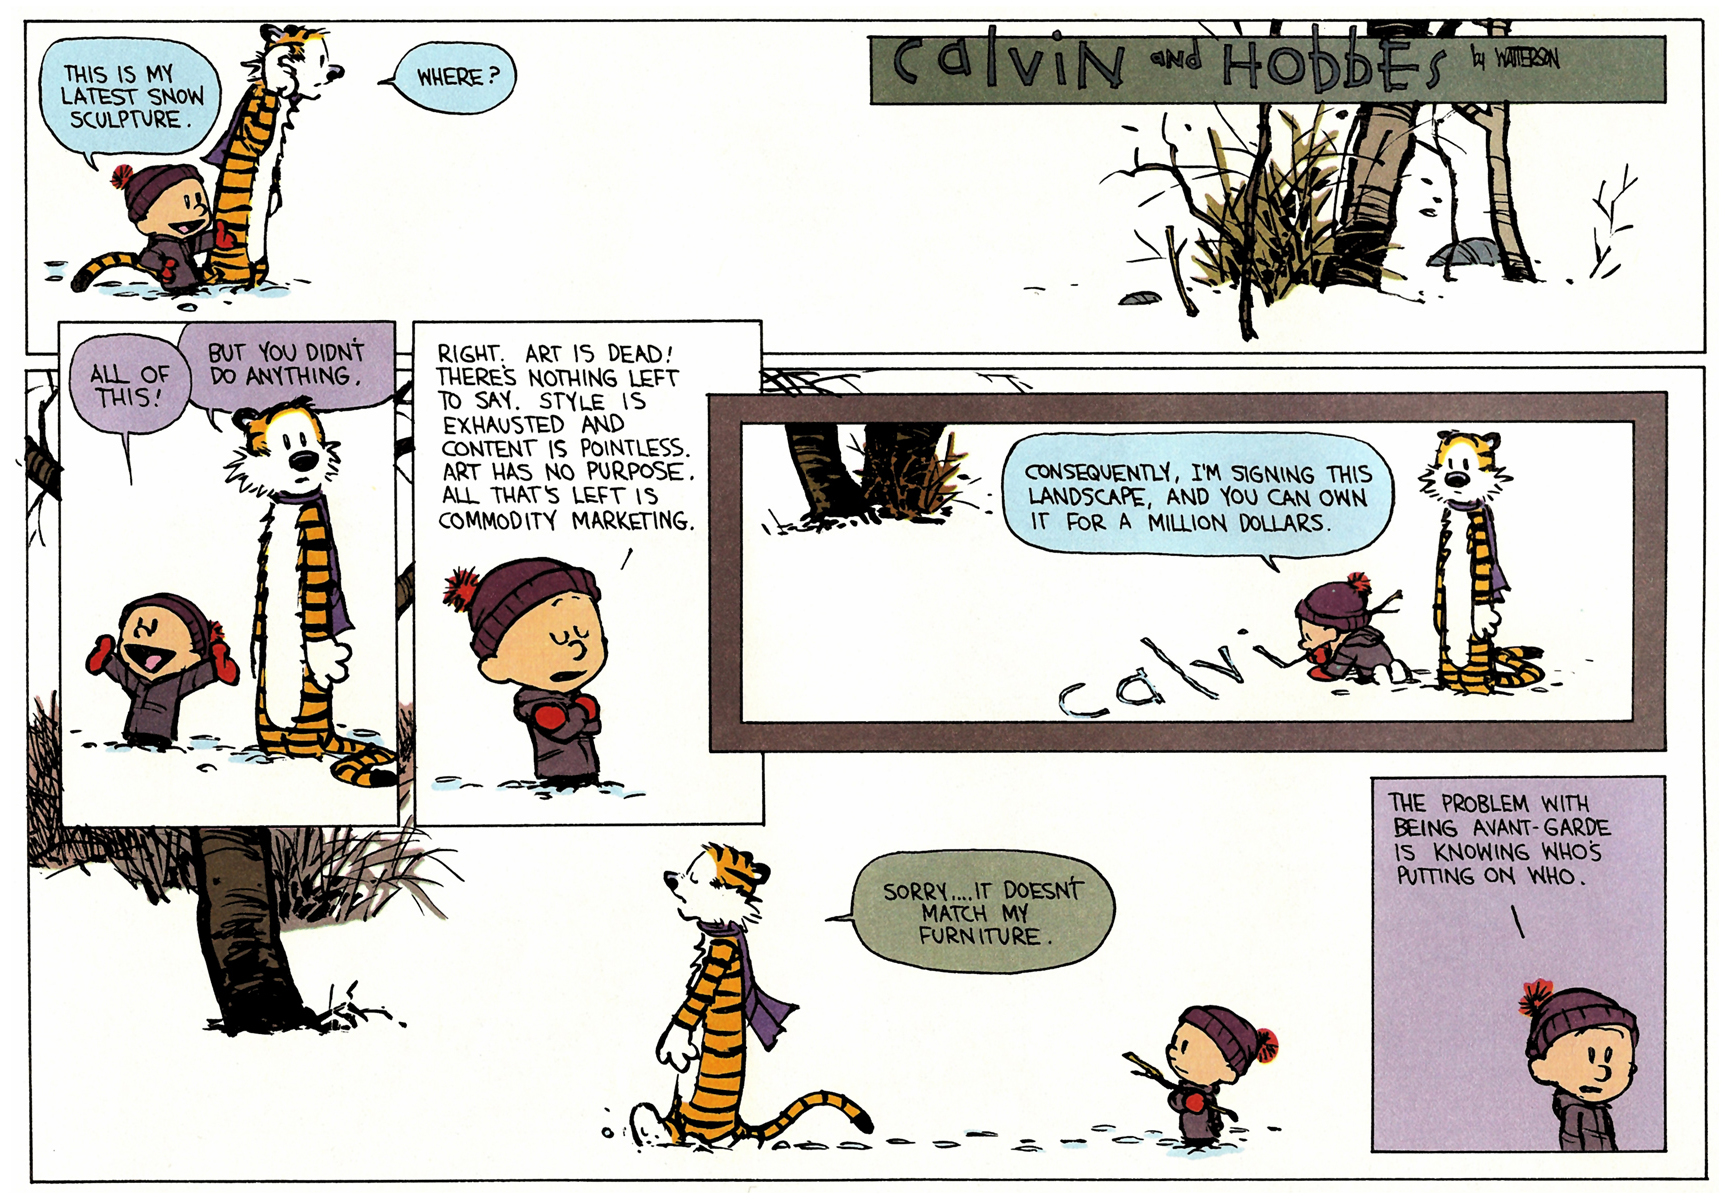 THIS IS MY
LATEST SNOW
SCULPTURE.
WHERE?
CALVIN AND HOBBES by WATTERSON
ALL OF
THIS!
BUT YOU DIDN'T
DO ANYTHING.
RIGHT. ART IS DEAD!
THERE'S NOTHING LEFT
TO SAY. STYLE IS
EXHAUSTED AND
CONTENT IS POINTLESS.
ART HAS NO PURPOSE.
ALL THAT'S LEFT IS
COMMODITY MARKETING.
CONSEQUENTLY, I'M SIGNING THIS
LANDSCAPE, AND YOU CAN OWN
IT FOR A MILLION DOLLARS.
Calvi
SORRY....IT DOESN'T
MATCH MY
FURNITURE.
THE PROBLEM WITH
BEING AVANT-GARDE
IS KNOWING WHO'S
PUTTING ON WHO.